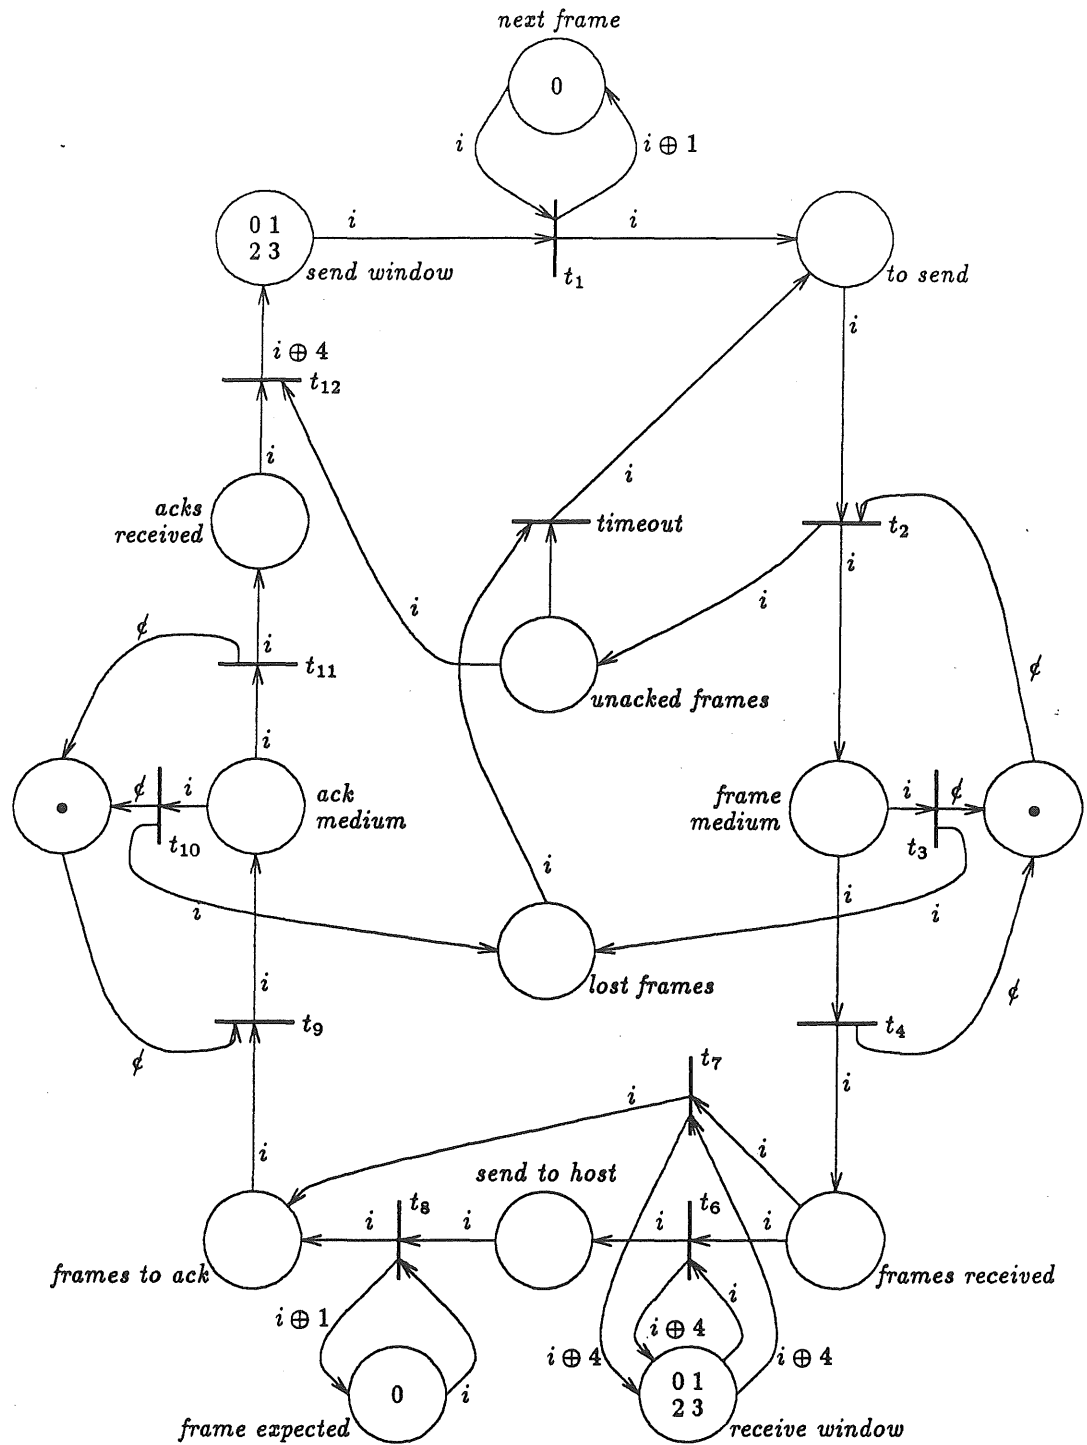 next frame
0
i
i ⊕ 1
0 1
2 3
send window
i
i
t1
to send
i
i ⊕ 4
t12
i
acks
received
i
timeout
t2
i
i
i
unacked frames
¢
i
t11
¢
i
¢
i
t10
ack
medium
frame
medium
i
¢
t3
i
i
i
i
lost frames
¢
i
t9
¢
t4
¢
i
t7
i
i
i
send to host
frames to ack
i
t8
i
i
t6
i
frames received
i ⊕ 1
i
0
frame expected
i ⊕ 4
i ⊕ 4
i
i ⊕ 4
0 1
2 3
receive window